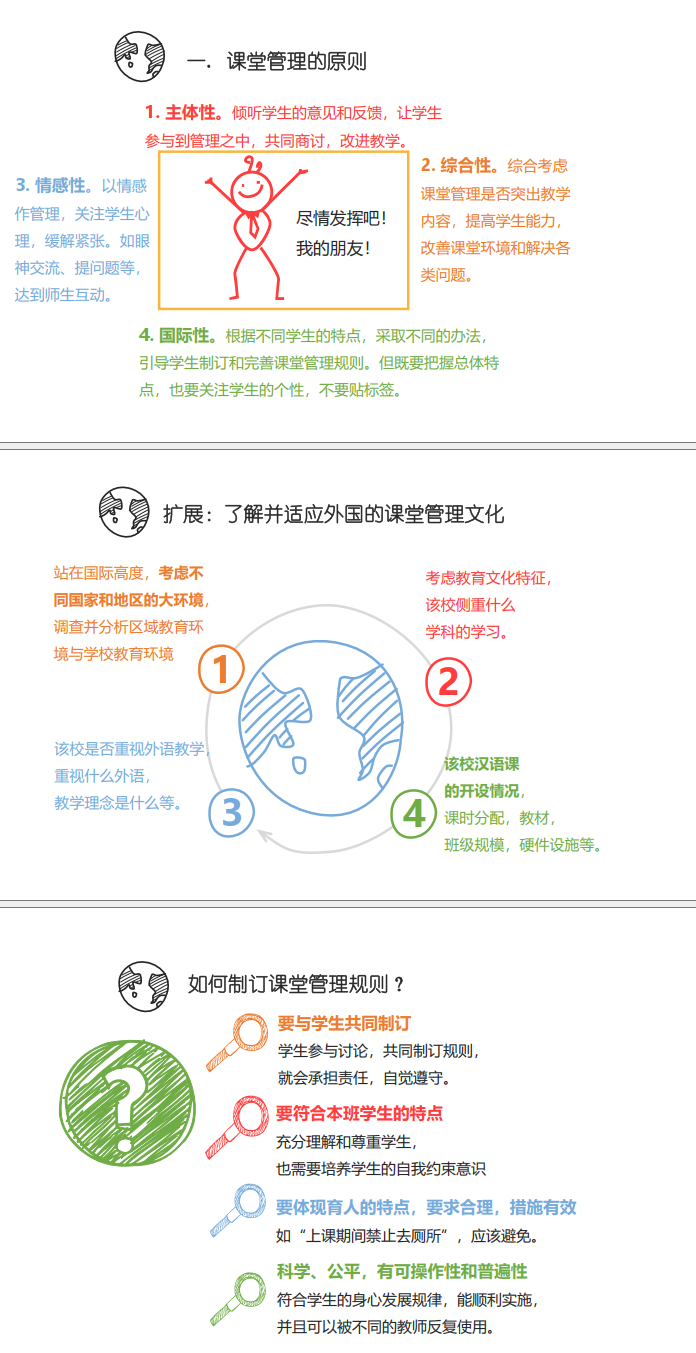 一. 课堂管理的原则
1. 主体性。倾听学生的意见和反馈，让学生
参与到管理之中，共同商讨，改进教学。
2. 综合性。综合考虑
课堂管理是否突出教学
内容，提高学生能力，
改善课堂环境和解决各
类问题。
3. 情感性。以情感
作管理，关注学生心
理，缓解紧张。如眼
神交流、提问题等，
达到师生互动。
尽情发挥吧！
我的朋友！
4. 国际性。根据不同学生的特点，采取不同的办法，
引导学生制订和完善课堂管理规则。但既要把握总体特
点，也要关注学生的个性，不要贴标签。
扩展：了解并适应外国的课堂管理文化
站在国际高度，考虑不
同国家和地区的大环境，
调查并分析区域教育环
境与学校教育环境
1
考虑教育文化特征，
该校侧重什么
学科的学习。
2
该校是否重视外语教学，
重视什么外语，
教学理念是什么等。
3
该校汉语课
的开设情况，
课时分配，教材，
班级规模，硬件设施等。
4
如何制订课堂管理规则？
?
要与学生共同制订
学生参与讨论，共同制订规则，
就会承担责任，自觉遵守。
要符合本班学生的特点
充分理解和尊重学生，
也需要培养学生的自我约束意识
要体现育人的特点，要求合理，措施有效
如“上课期间禁止去厕所”，应该避免。
科学、公平，有可操作性和普遍性
符合学生的身心发展规律，能顺利实施，
并且可以被不同的教师反复使用。